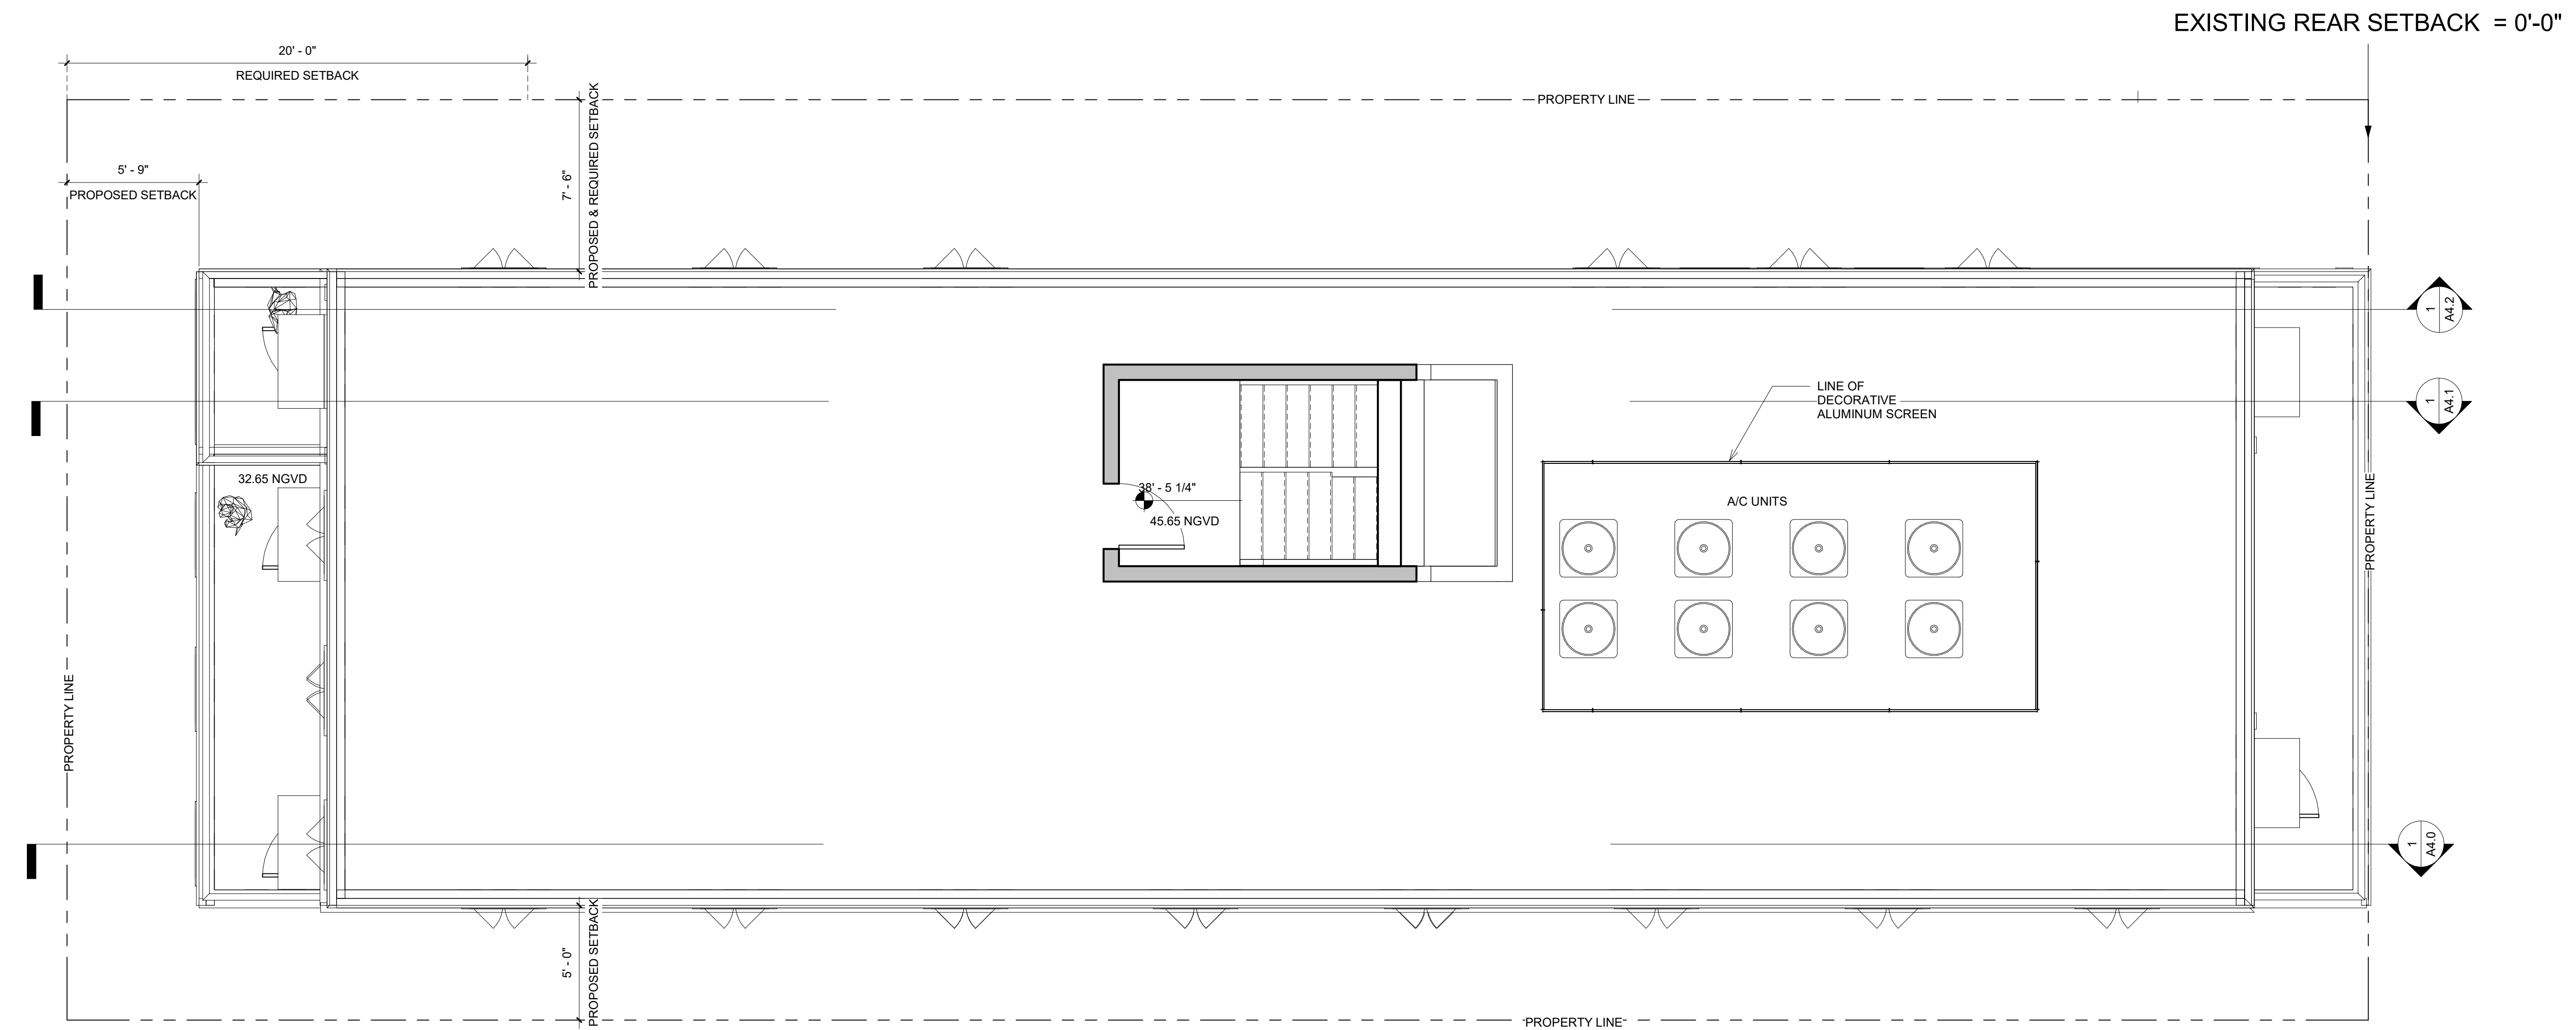 EXISTING REAR SETBACK = 0'-0"
20' - 0"
REQUIRED SETBACK
PROPERTY LINE
5' - 9"
PROPOSED SETBACK
7' - 6"
PROPOSED & REQUIRED SETBACK
1
A4.2
LINE OF
DECORATIVE
ALUMINUM SCREEN
1
A4.1
32.65 NGVD
38' - 5 1/4"
45.65 NGVD
A/C UNITS
PROPERTY LINE
PROPERTY LINE
1
A4.0
5' - 0"
PROPOSED SETBACK
PROPERTY LINE